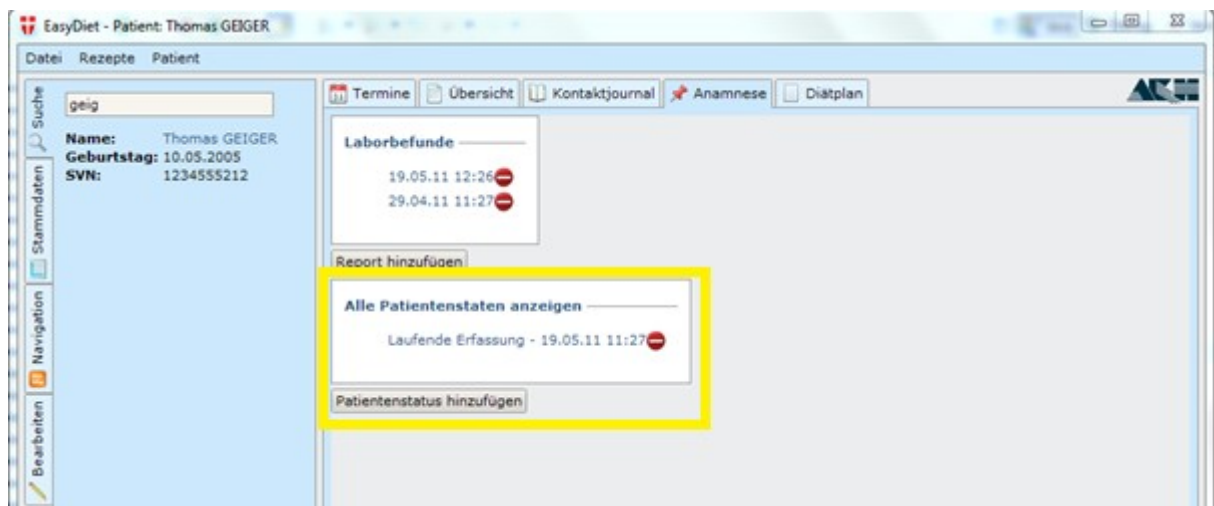 EasyDiet - Patient: Thomas GEIGER
Datei Rezepte Patient
Suche
Stammdaten
Navigation
Bearbeiten
geig
Name: Thomas GEIGER
Geburtstag: 10.05.2005
SVN: 1234555212
Termine Übersicht Kontaktjournal Anamnese Diätplan
Laborbefunde
19.05.11 12:26
29.04.11 11:27
Report hinzufügen
Alle Patientenstaten anzeigen
Laufende Erfassung - 19.05.11 11:27
Patientenstatus hinzufügen